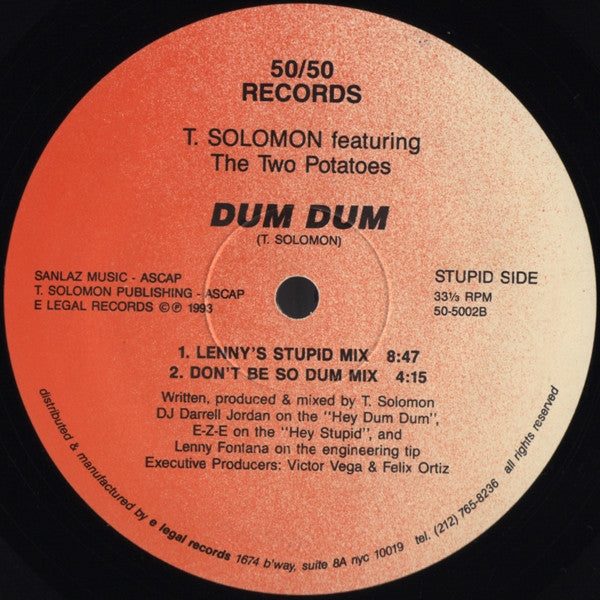 50/50
RECORDS
T. SOLOMON featuring
The Two Potatoes
DUM DUM
(T. SOLOMON)
SANLAZ MUSIC - ASCAP
T. SOLOMON PUBLISHING - ASCAP
E LEGAL RECORDS ©℗ 1993
STUPID SIDE
33⅓ RPM
50-5002B
1. LENNY'S STUPID MIX 8:47
2. DON'T BE SO DUM MIX 4:15
Written, produced & mixed by T. Solomon
DJ Darrell Jordan on the "Hey Dum Dum",
E-Z-E on the "Hey Stupid", and
Lenny Fontana on the engineering tip
Executive Producers: Victor Vega & Felix Ortiz
distributed & manufactured by e legal records 1674 b'way, suite 8A nyc 10019 tel. (212) 765-8236 all rights reserved